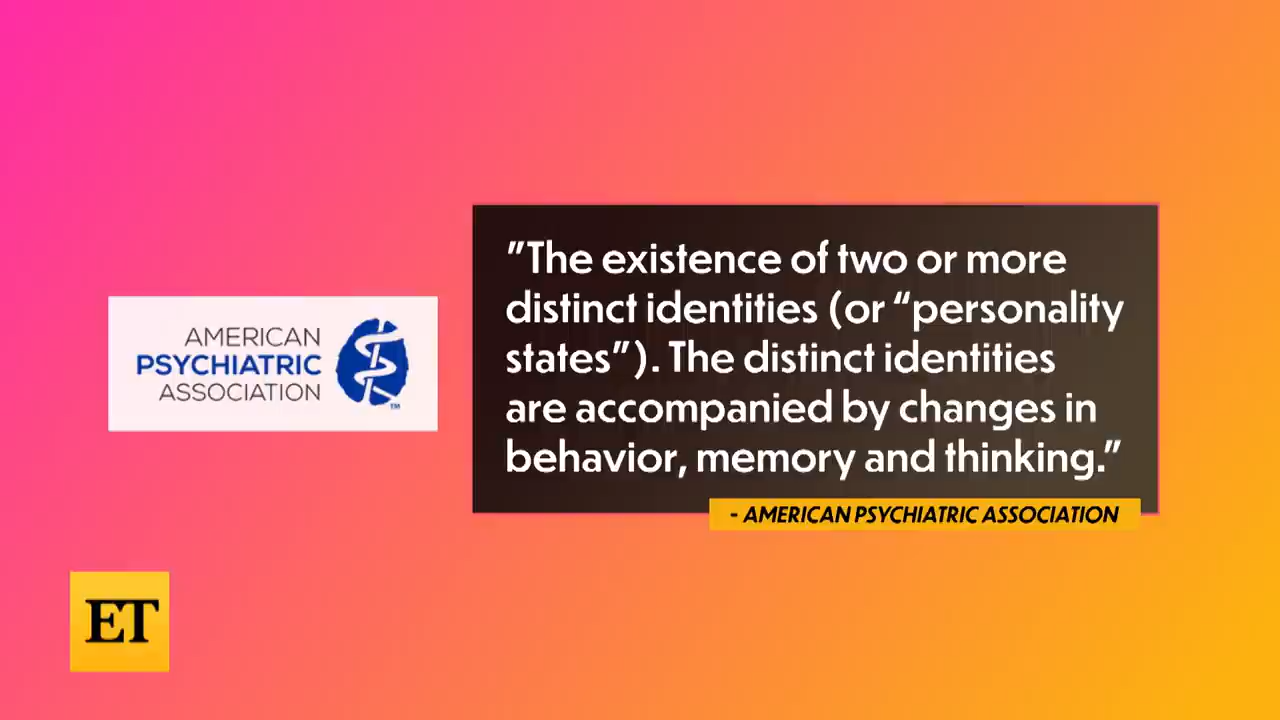 AMERICAN
PSYCHIATRIC
ASSOCIATION
TM
"The existence of two or more
distinct identities (or “personality
states”). The distinct identities
are accompanied by changes in
behavior, memory and thinking.”
- AMERICAN PSYCHIATRIC ASSOCIATION
ET